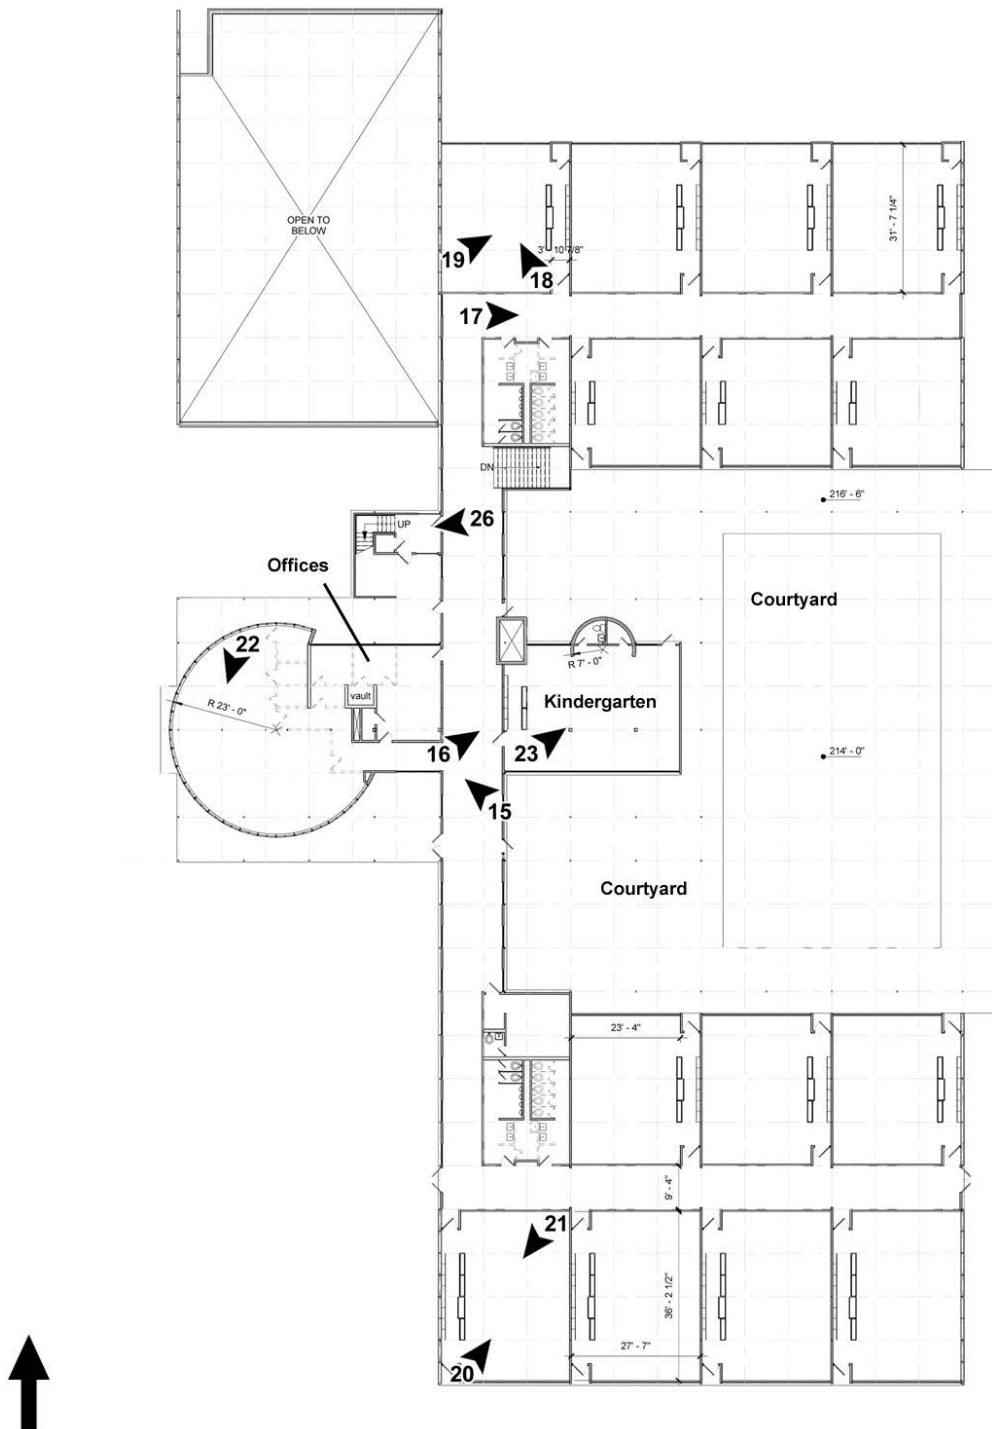 OPEN TO
BELOW
31' - 7 1/4"
19
3' - 10 7/8"
18
17
DN
216' - 6"
UP
26
Offices
Courtyard
22
R 7' - 0"
vault
Kindergarten
R 23' - 0"
16
23
214' - 0"
15
Courtyard
23' - 4"
9' - 4"
21
36' - 2 1/2"
27' - 7"
20